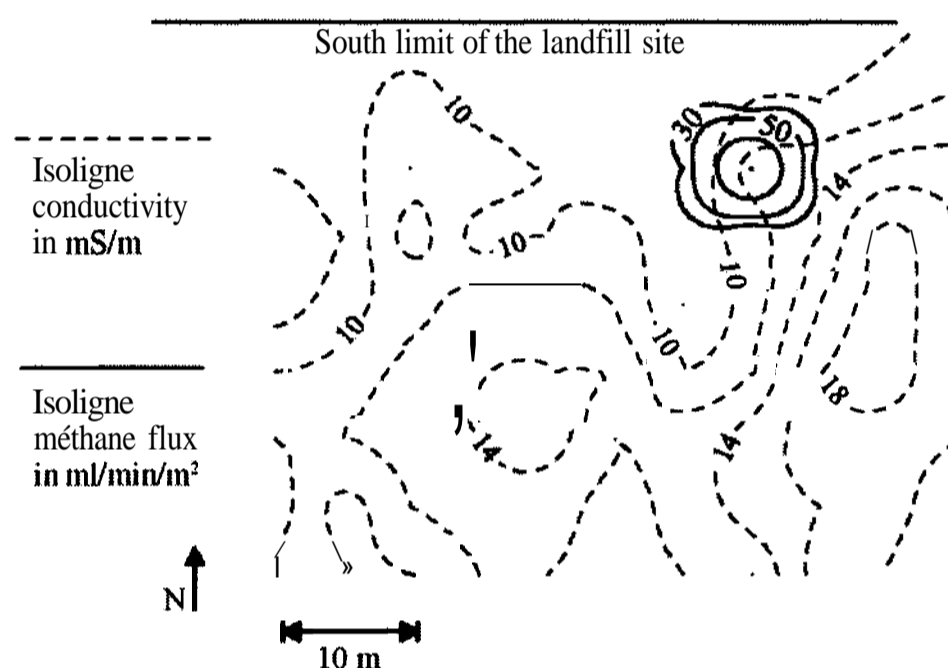 South limit of the landfill site
10
30
50
Isoligne
conductivity
in mS/m
14
10
10
10
10
Isoligne
méthane flux
in ml/min/m²
18
14
14
N
10 m